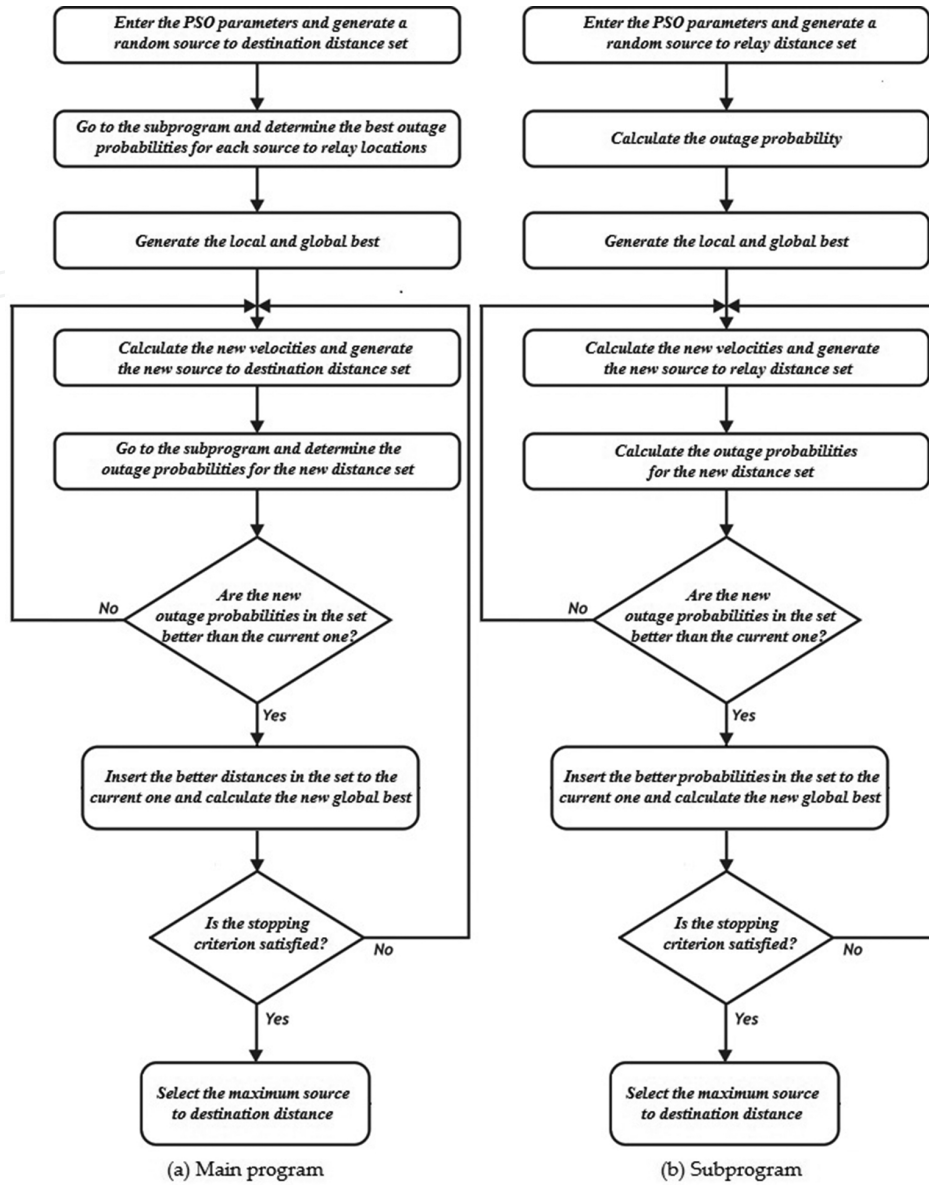 Enter the PSO parameters and generate a
random source to destination distance set
Go to the subprogram and determine the best outage
probabilities for each source to relay locations
Generate the local and global best
Calculate the new velocities and generate
the new source to destination distance set
Go to the subprogram and determine the
outage probabilities for the new distance set
Are the new
outage probabilities in the set
better than the current one?
No
Yes
Insert the better distances in the set to the
current one and calculate the new global best
Is the stopping
criterion satisfied?
No
Yes
Select the maximum source
to destination distance
(a) Main program
Enter the PSO parameters and generate a
random source to relay distance set
Calculate the outage probability
Generate the local and global best
Calculate the new velocities and generate
the new source to relay distance set
Calculate the outage probabilities
for the new distance set
Are the new
outage probabilities in the set
better than the current one?
No
Yes
Insert the better probabilities in the set to the
current one and calculate the new global best
Is the stopping
criterion satisfied?
No
Yes
Select the maximum source
to destination distance
(b) Subprogram